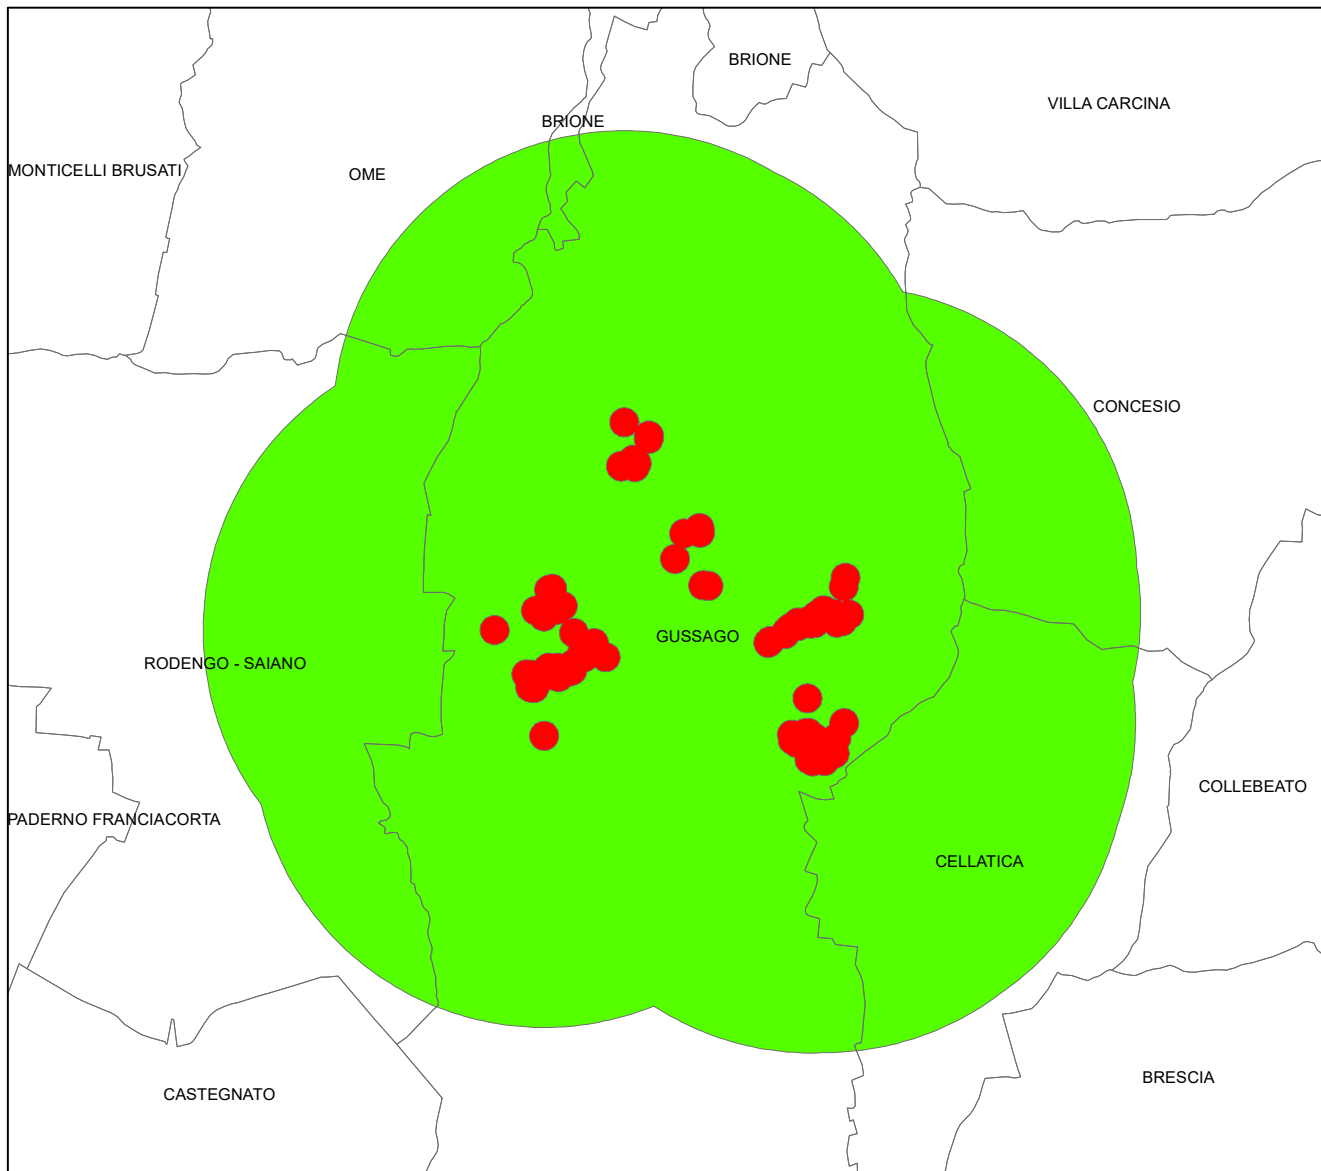 BRIONE
VILLA CARCINA
BRIONE
MONTICELLI BRUSATI
OME
CONCESIO
GUSSAGO
RODENGO - SAIANO
COLLEBEATO
PADERNO FRANCIACORTA
CELLATICA
BRESCIA
CASTEGNATO